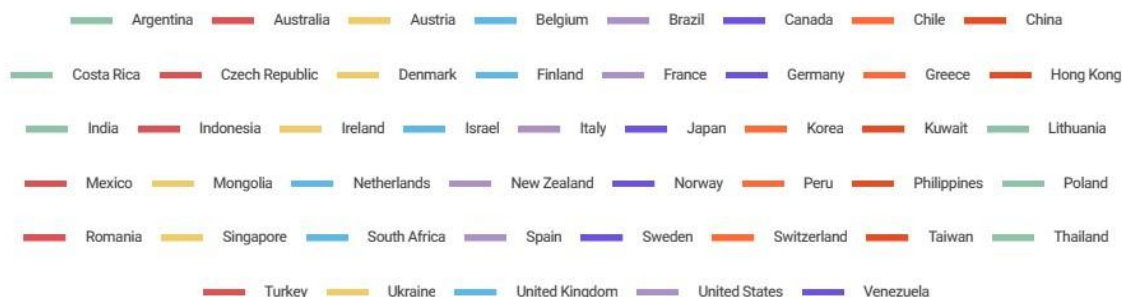 Argentina Australia Austria Belgium Brazil Canada Chile China
Costa Rica Czech Republic Denmark Finland France Germany Greece Hong Kong
India Indonesia Ireland Israel Italy Japan Korea Kuwait Lithuania
Mexico Mongolia Netherlands New Zealand Norway Peru Philippines Poland
Romania Singapore South Africa Spain Sweden Switzerland Taiwan Thailand
Turkey Ukraine United Kingdom United States Venezuela